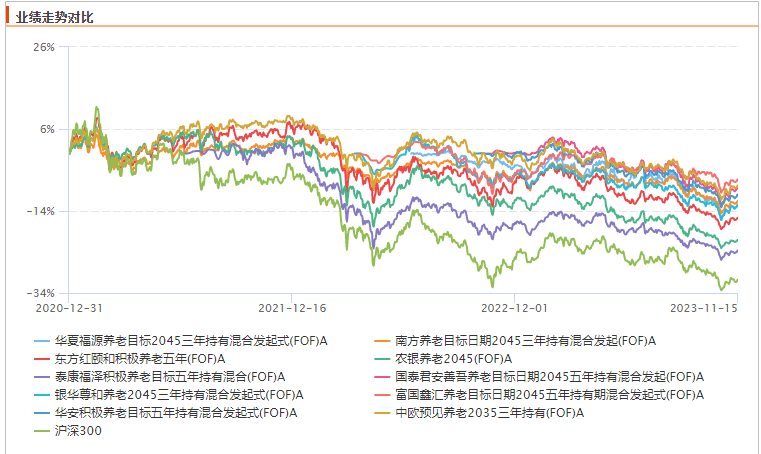 业绩走势对比
26%
6%
-14%
-34%
2020-12-31 2021-12-16 2022-12-01 2023-11-15
华夏福源养老目标2045三年持有混合发起式(FOF)A 南方养老目标日期2045三年持有混合发起(FOF)A
东方红颐和积极养老五年(FOF)A 农银养老2045(FOF)A
泰康福泽积极养老目标五年持有混合(FOF)A 国泰君安善吾养老目标日期2045五年持有混合发起(FOF)A
银华尊和养老2045三年持有混合发起式(FOF)A 富国鑫汇养老目标日期2045五年持有期混合发起式(FOF)A
华安积极养老目标五年持有混合发起式(FOF)A 中欧预见养老2035三年持有(FOF)A
沪深300